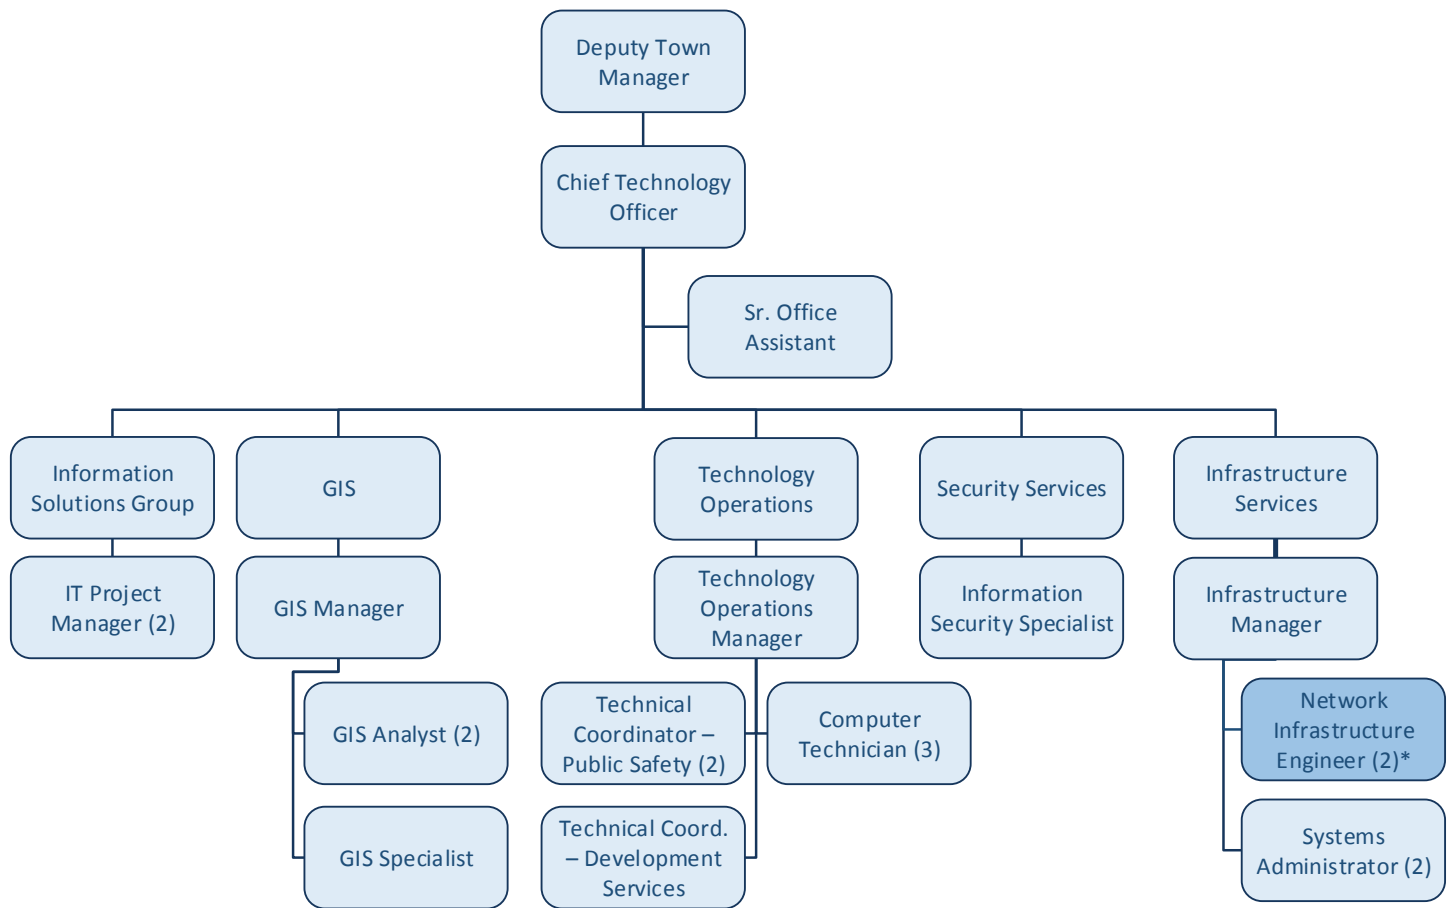 Deputy Town
Manager
Chief Technology
Officer
Sr. Office
Assistant
Information
Solutions Group
GIS
Technology
Operations
Security Services
Infrastructure
Services
IT Project
Manager (2)
GIS Manager
Technology
Operations
Manager
Information
Security Specialist
Infrastructure
Manager
GIS Analyst (2)
Technical
Coordinator –
Public Safety (2)
Computer
Technician (3)
Network
Infrastructure
Engineer (2)*
GIS Specialist
Technical Coord.
– Development
Services
Systems
Administrator (2)